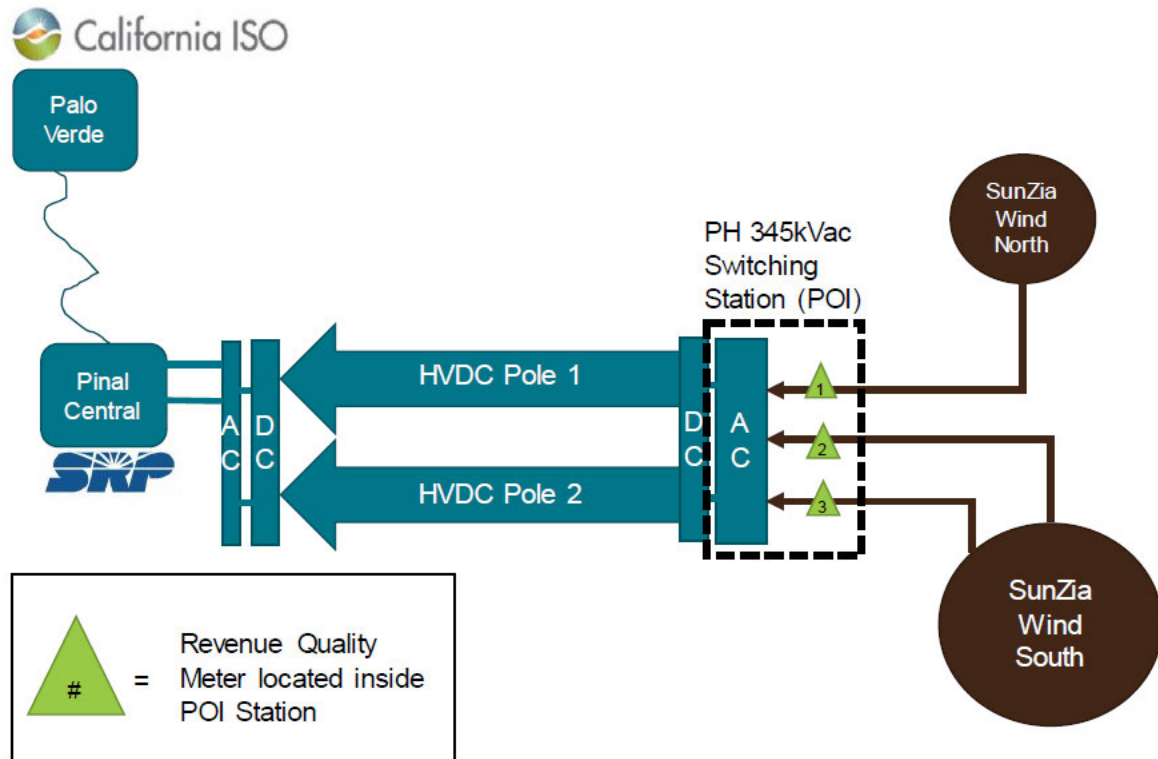 California ISO
Palo
Verde
SunZia
Wind
North
PH 345kVac
Switching
Station (POI)
Pinal
Central
SRP
A
C
D
C
HVDC Pole 1
HVDC Pole 2
D
C
A
C
1
2
3
SunZia
Wind
South
#
=
Revenue Quality
Meter located inside
POI Station